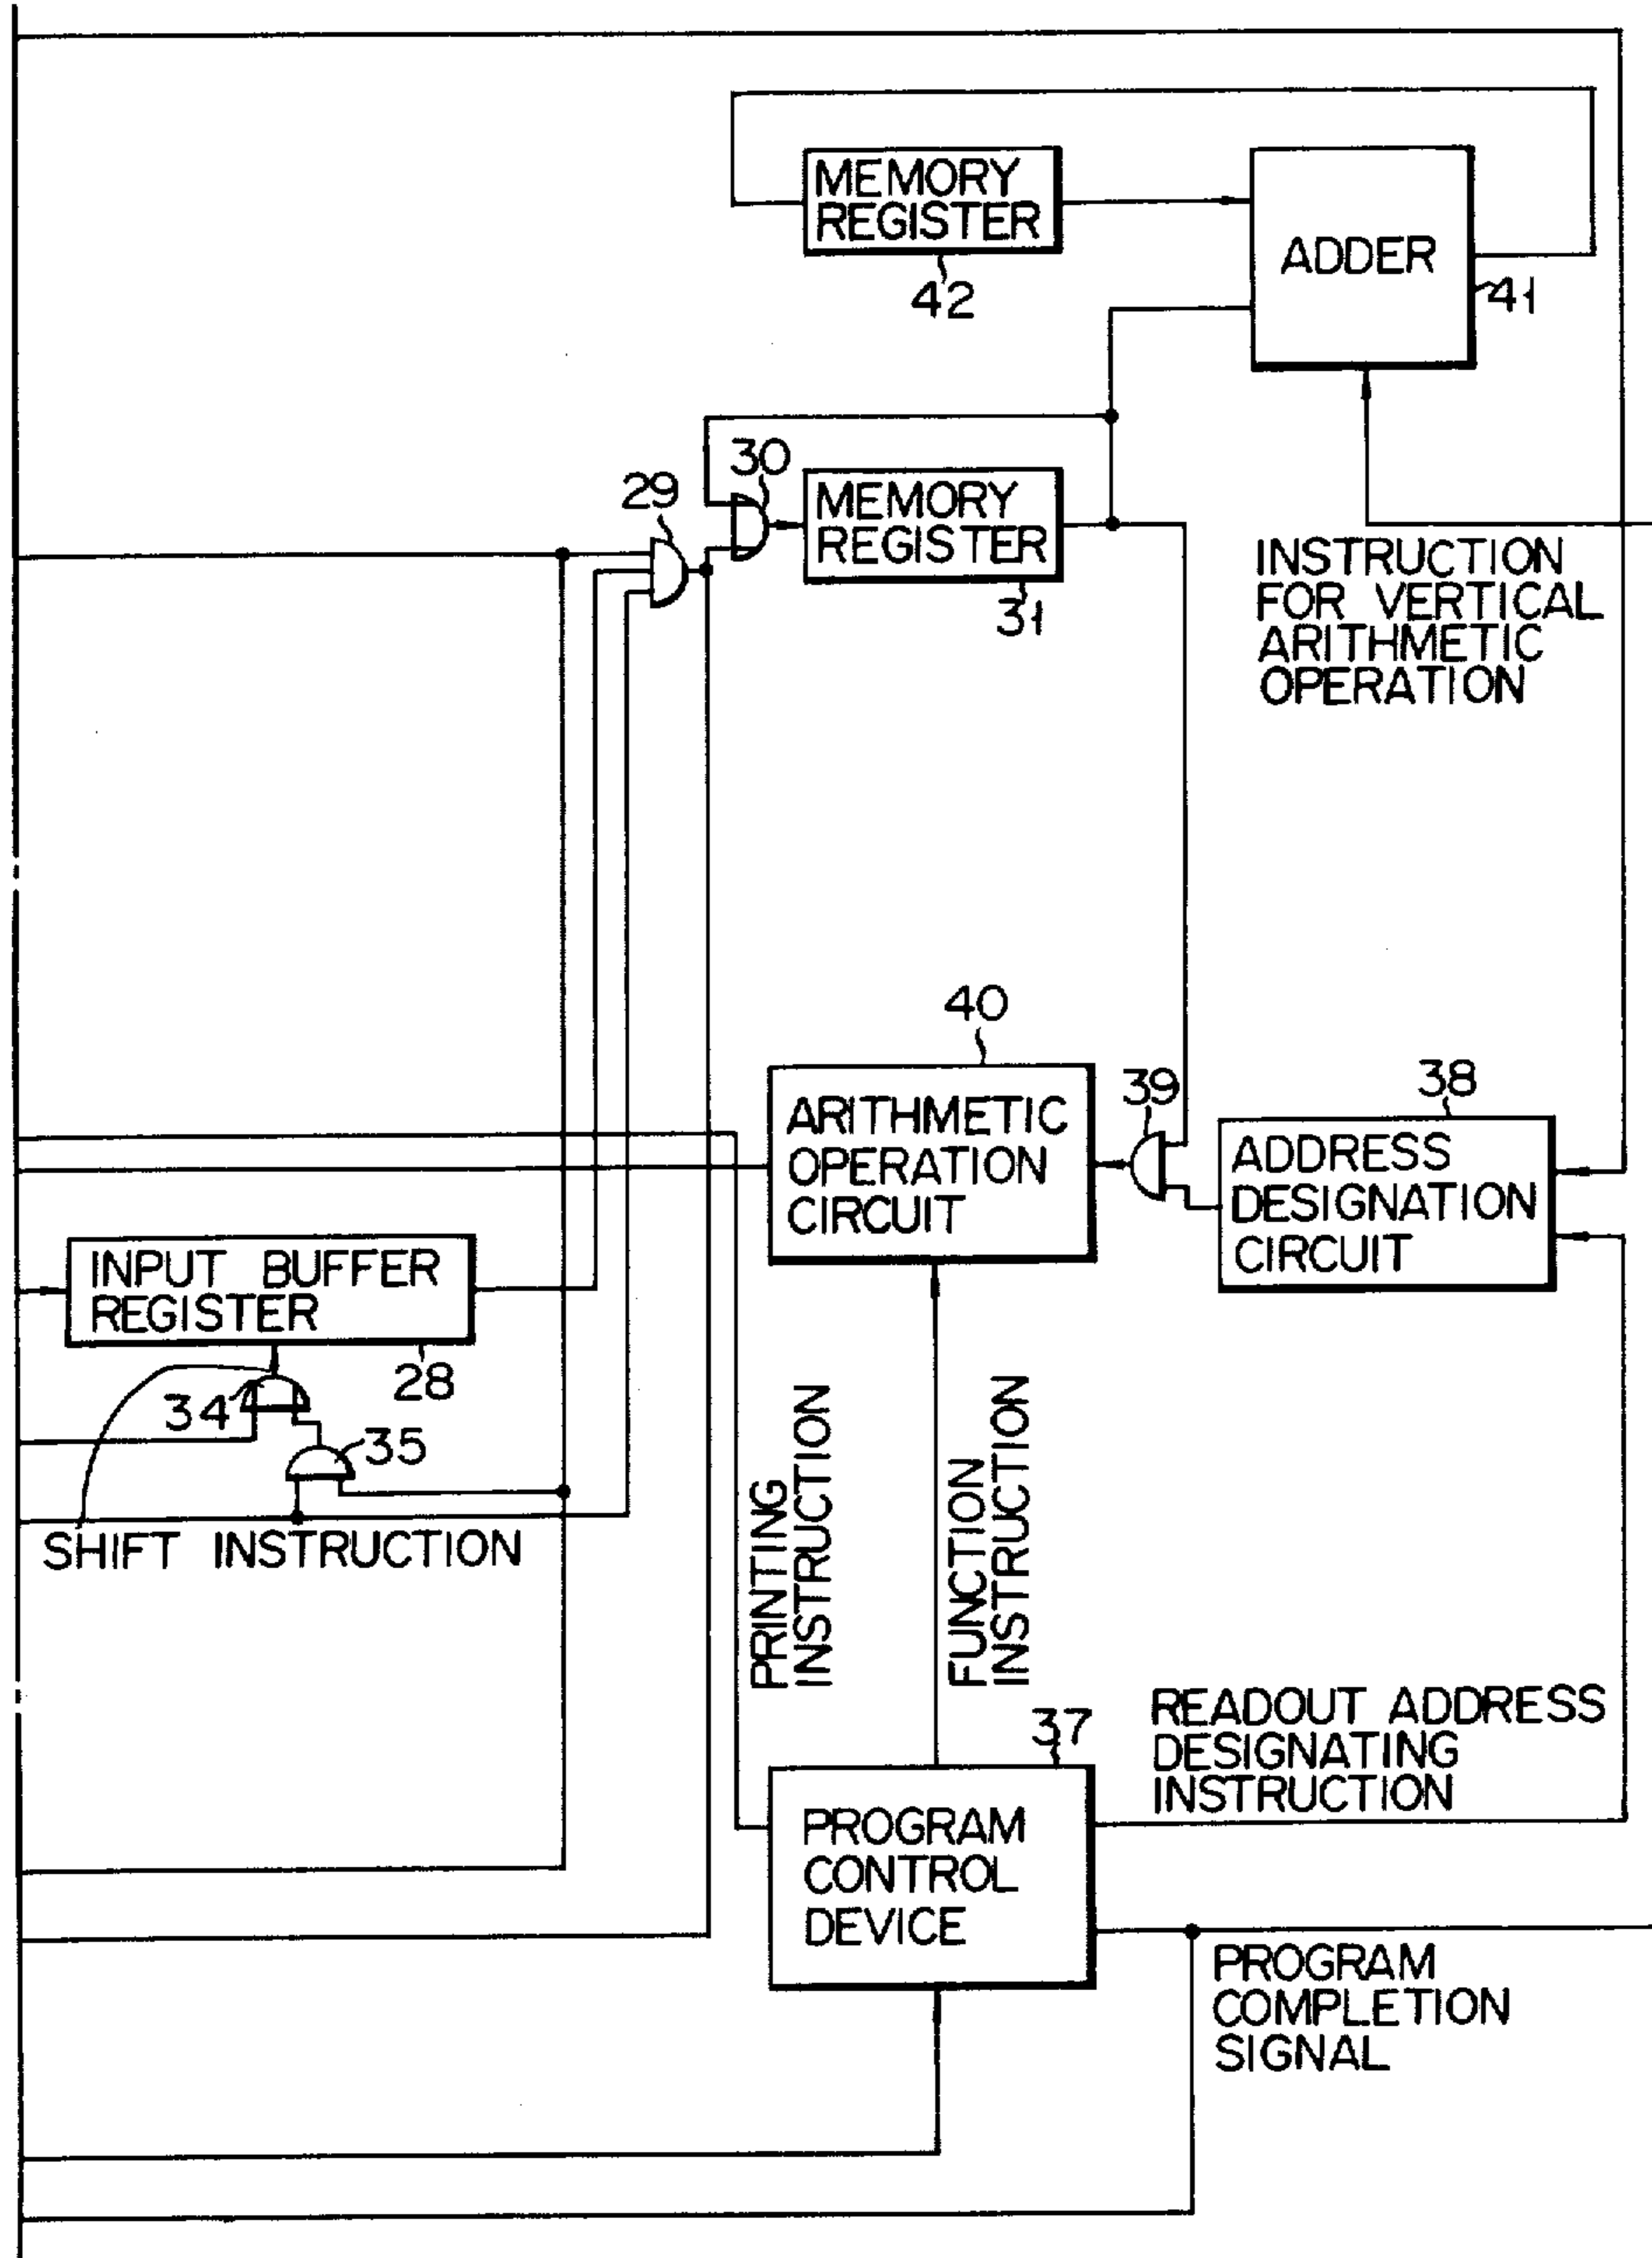 MEMORY
REGISTER
42
ADDER
41
30
29
MEMORY
REGISTER
31
INSTRUCTION
FOR VERTICAL
ARITHMETIC
OPERATION
40
ARITHMETIC
OPERATION
CIRCUIT
39
38
ADDRESS
DESIGNATION
CIRCUIT
INPUT BUFFER
REGISTER
28
34
35
SHIFT INSTRUCTION
PRINTING
INSTRUCTION
FUNCTION
INSTRUCTION
37
READOUT ADDRESS
DESIGNATING
INSTRUCTION
PROGRAM
CONTROL
DEVICE
PROGRAM
COMPLETION
SIGNAL